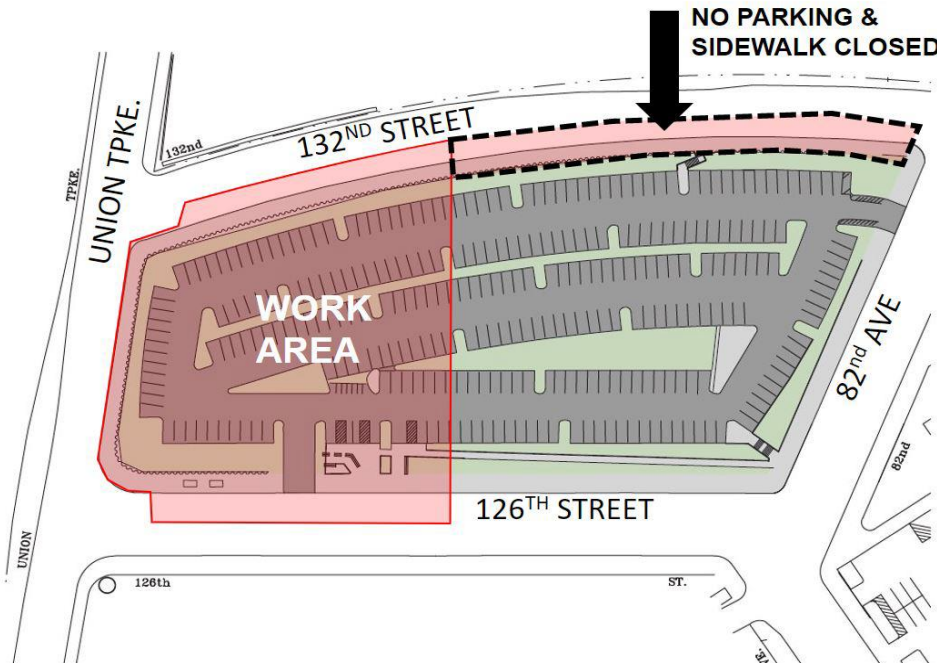 NO PARKING &
SIDEWALK CLOSED
132ND STREET
132nd
TPKE.
UNION TPKE.
WORK
AREA
82nd AVE
82nd
126TH STREET
UNION
126th
ST.
VE.